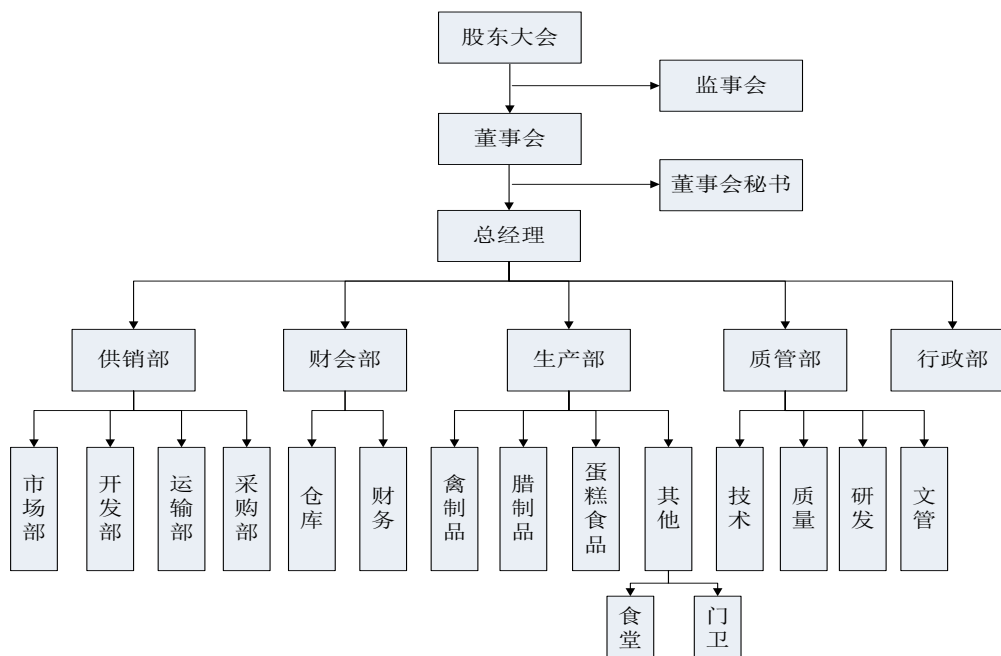 股东大会
监事会
董事会
董事会秘书
总经理
供销部
财会部
生产部
质管部
行政部
市场部
开发部
运输部
采购部
仓库
财务
禽制品
腊制品
蛋糕食品
其他
技术
质量
研发
文管
食堂
门卫